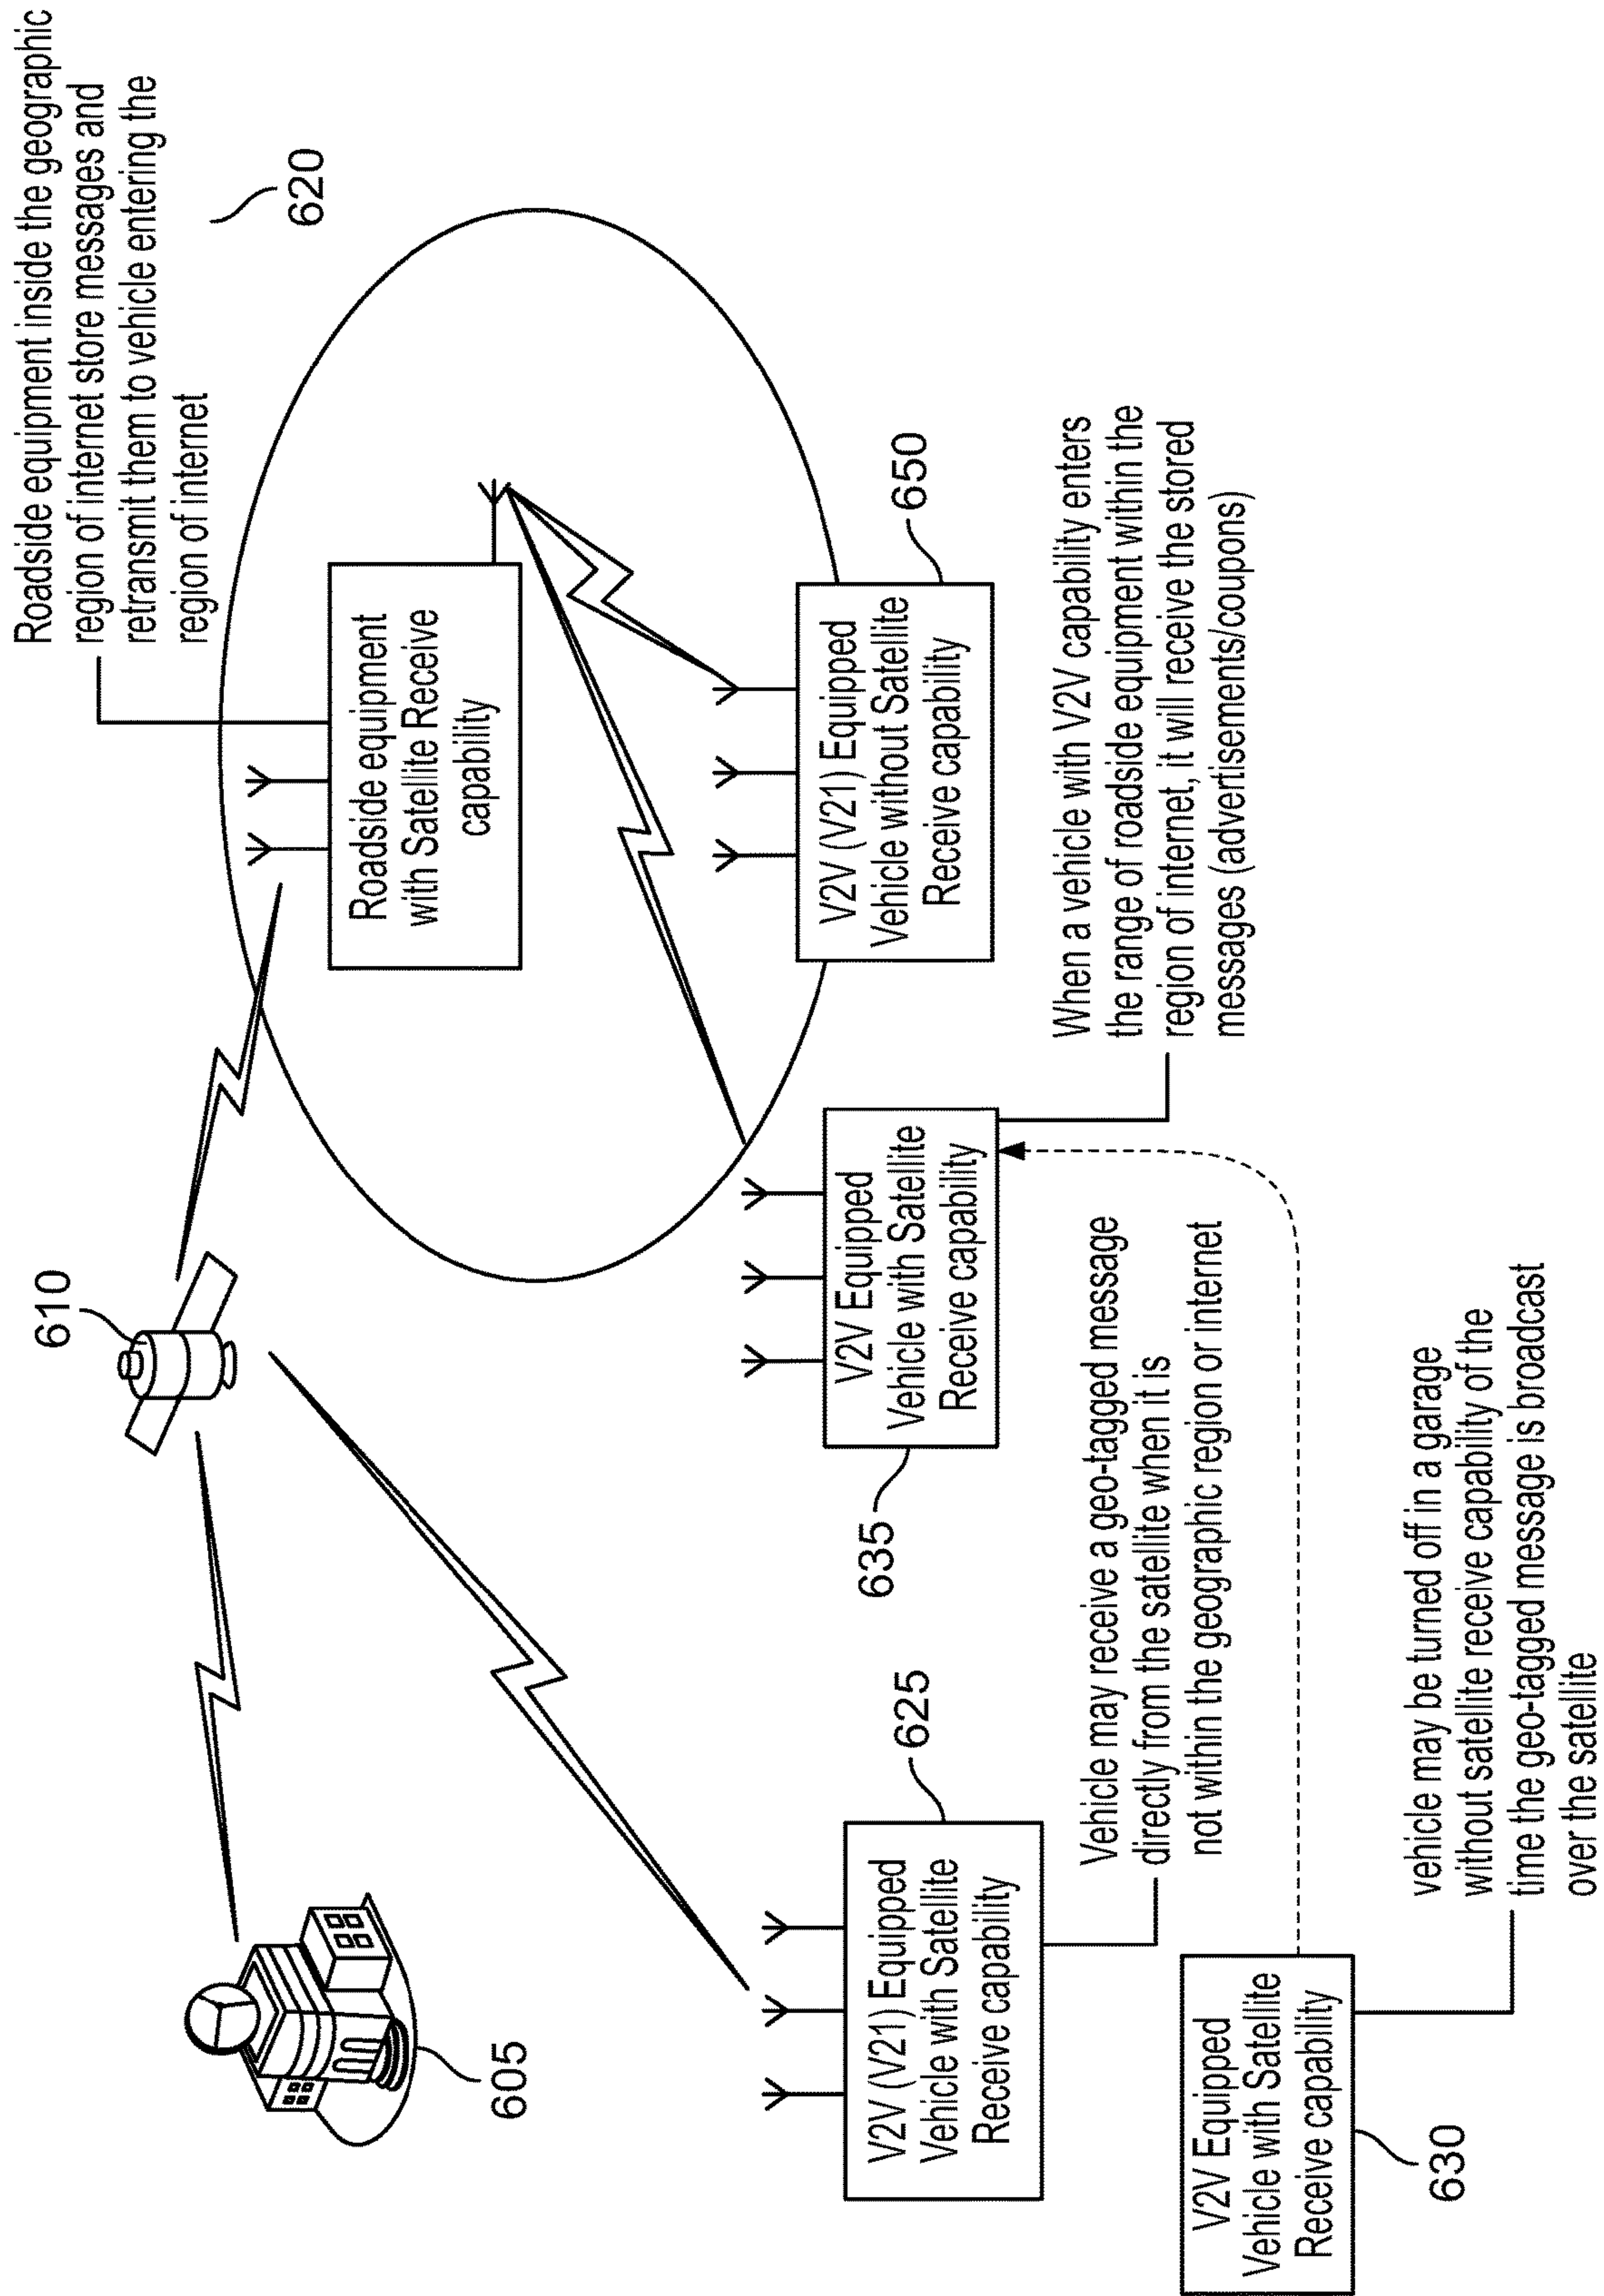 Roadside equipment inside the geographic
region of internet store messages and
retransmit them to vehicle entering the
region of internet
620
610
605
Roadside equipment
with Satellite Receive
capability
V2V (V21) Equipped
Vehicle without Satellite
Receive capability
650
V2V Equipped
Vehicle with Satellite
Receive capability
635
When a vehicle with V2V capability enters
the range of roadside equipment within the
region of internet, it will receive the stored
messages (advertisements/coupons)
V2V (V21) Equipped
Vehicle with Satellite
Receive capability
625
Vehicle may receive a geo-tagged message
directly from the satellite when it is
not within the geographic region or internet
V2V Equipped
Vehicle with Satellite
Receive capability
630
vehicle may be turned off in a garage
without satellite receive capability of the
time the geo-tagged message is broadcast
over the satellite